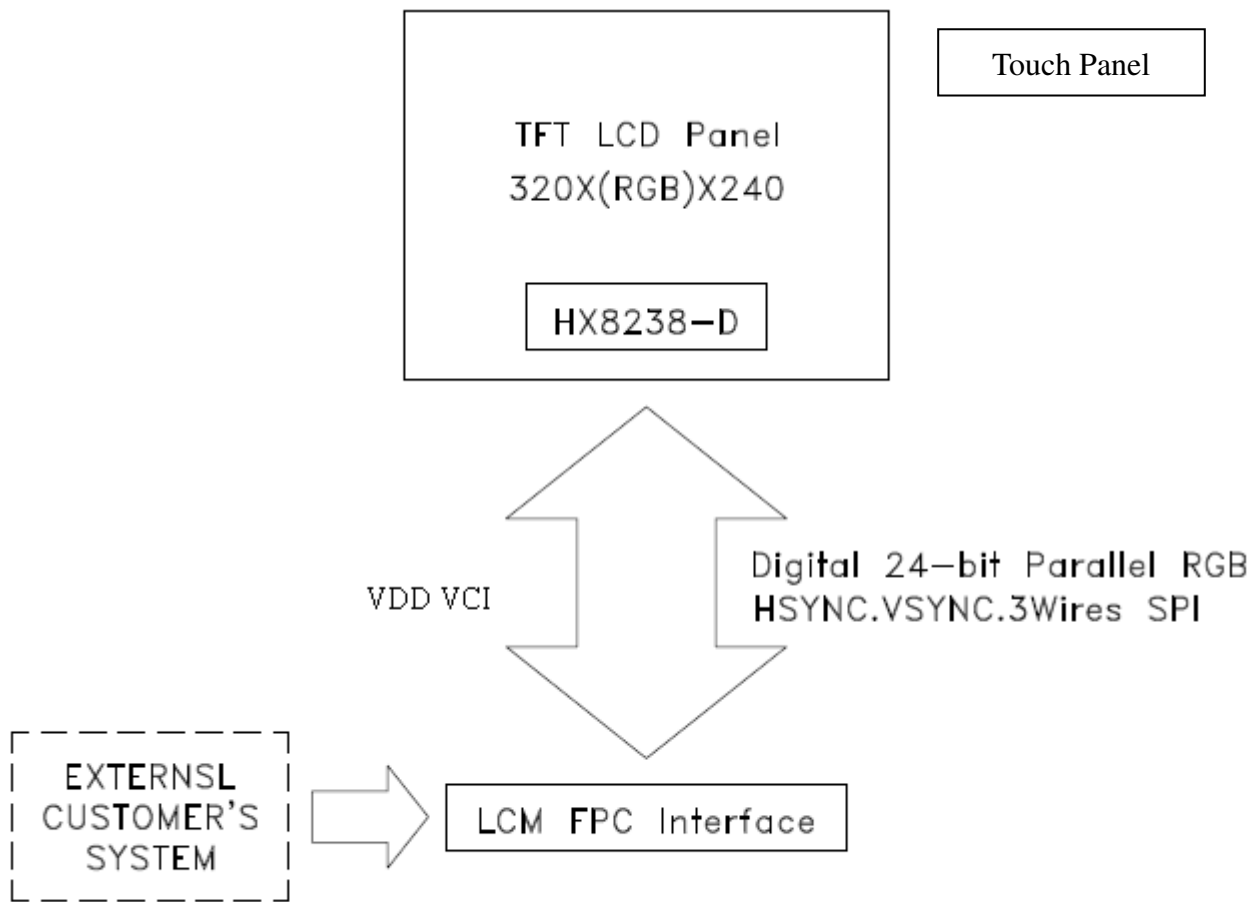 Touch Panel
TFT LCD Panel
320X(RGB)X240
HX8238-D
VDD VCI
Digital 24-bit Parallel RGB
HSYNC.VSYNC.3Wires SPI
EXTERNSL
CUSTOMER'S
SYSTEM
LCM FPC Interface